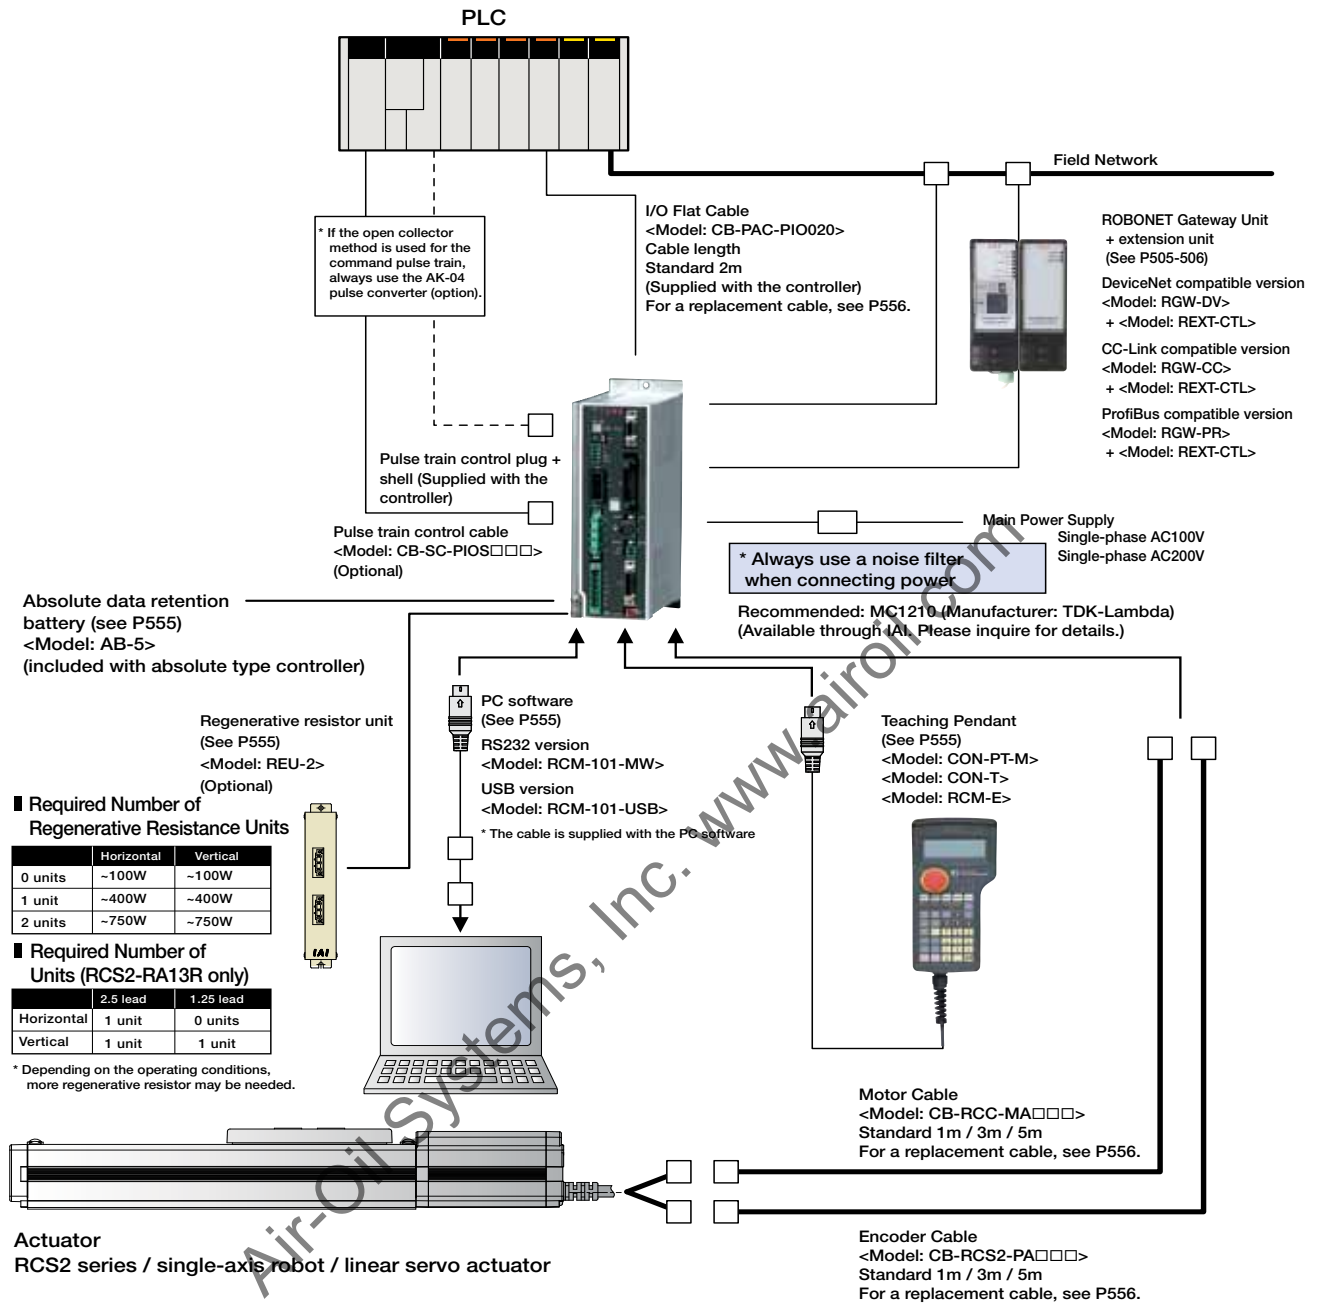 PLC
Field Network
* If the open collector
method is used for the
command pulse train,
always use the AK-04
pulse converter (option).
I/O Flat Cable
<Model: CB-PAC-PIO020>
Cable length
Standard 2m
(Supplied with the controller)
For a replacement cable, see P556.
ROBONET Gateway Unit
+ extension unit
(See P505-506)
DeviceNet compatible version
<Model: RGW-DV>
+ <Model: REXT-CTL>
CC-Link compatible version
<Model: RGW-CC>
+ <Model: REXT-CTL>
ProfiBus compatible version
<Model: RGW-PR>
+ <Model: REXT-CTL>
Pulse train control plug +
shell (Supplied with the
controller)
Pulse train control cable
<Model: CB-SC-PIOS□□□>
(Optional)
Main Power Supply
Single-phase AC100V
Single-phase AC200V
* Always use a noise filter
when connecting power
Recommended: MC1210 (Manufacturer: TDK-Lambda)
(Available through IAI. Please inquire for details.)
Absolute data retention
battery (see P555)
<Model: AB-5>
(included with absolute type controller)
Regenerative resistor unit
(See P555)
<Model: REU-2>
(Optional)
PC software
(See P555)
RS232 version
<Model: RCM-101-MW>
USB version
<Model: RCM-101-USB>
* The cable is supplied with the PC software
Teaching Pendant
(See P555)
<Model: CON-PT-M>
<Model: CON-T>
<Model: RCM-E>
Required Number of
Regenerative Resistance Units
Horizontal Vertical
0 units ~100W ~100W
1 unit ~400W ~400W
2 units ~750W ~750W
IAI
Required Number of
Units (RCS2-RA13R only)
2.5 lead 1.25 lead
Horizontal 1 unit 0 units
Vertical 1 unit 1 unit
* Depending on the operating conditions,
more regenerative resistor may be needed.
Motor Cable
<Model: CB-RCC-MA□□□>
Standard 1m / 3m / 5m
For a replacement cable, see P556.
Actuator
RCS2 series / single-axis robot / linear servo actuator
Encoder Cable
<Model: CB-RCS2-PA□□□>
Standard 1m / 3m / 5m
For a replacement cable, see P556.
Air-Oil Systems, Inc. www.airoil.com